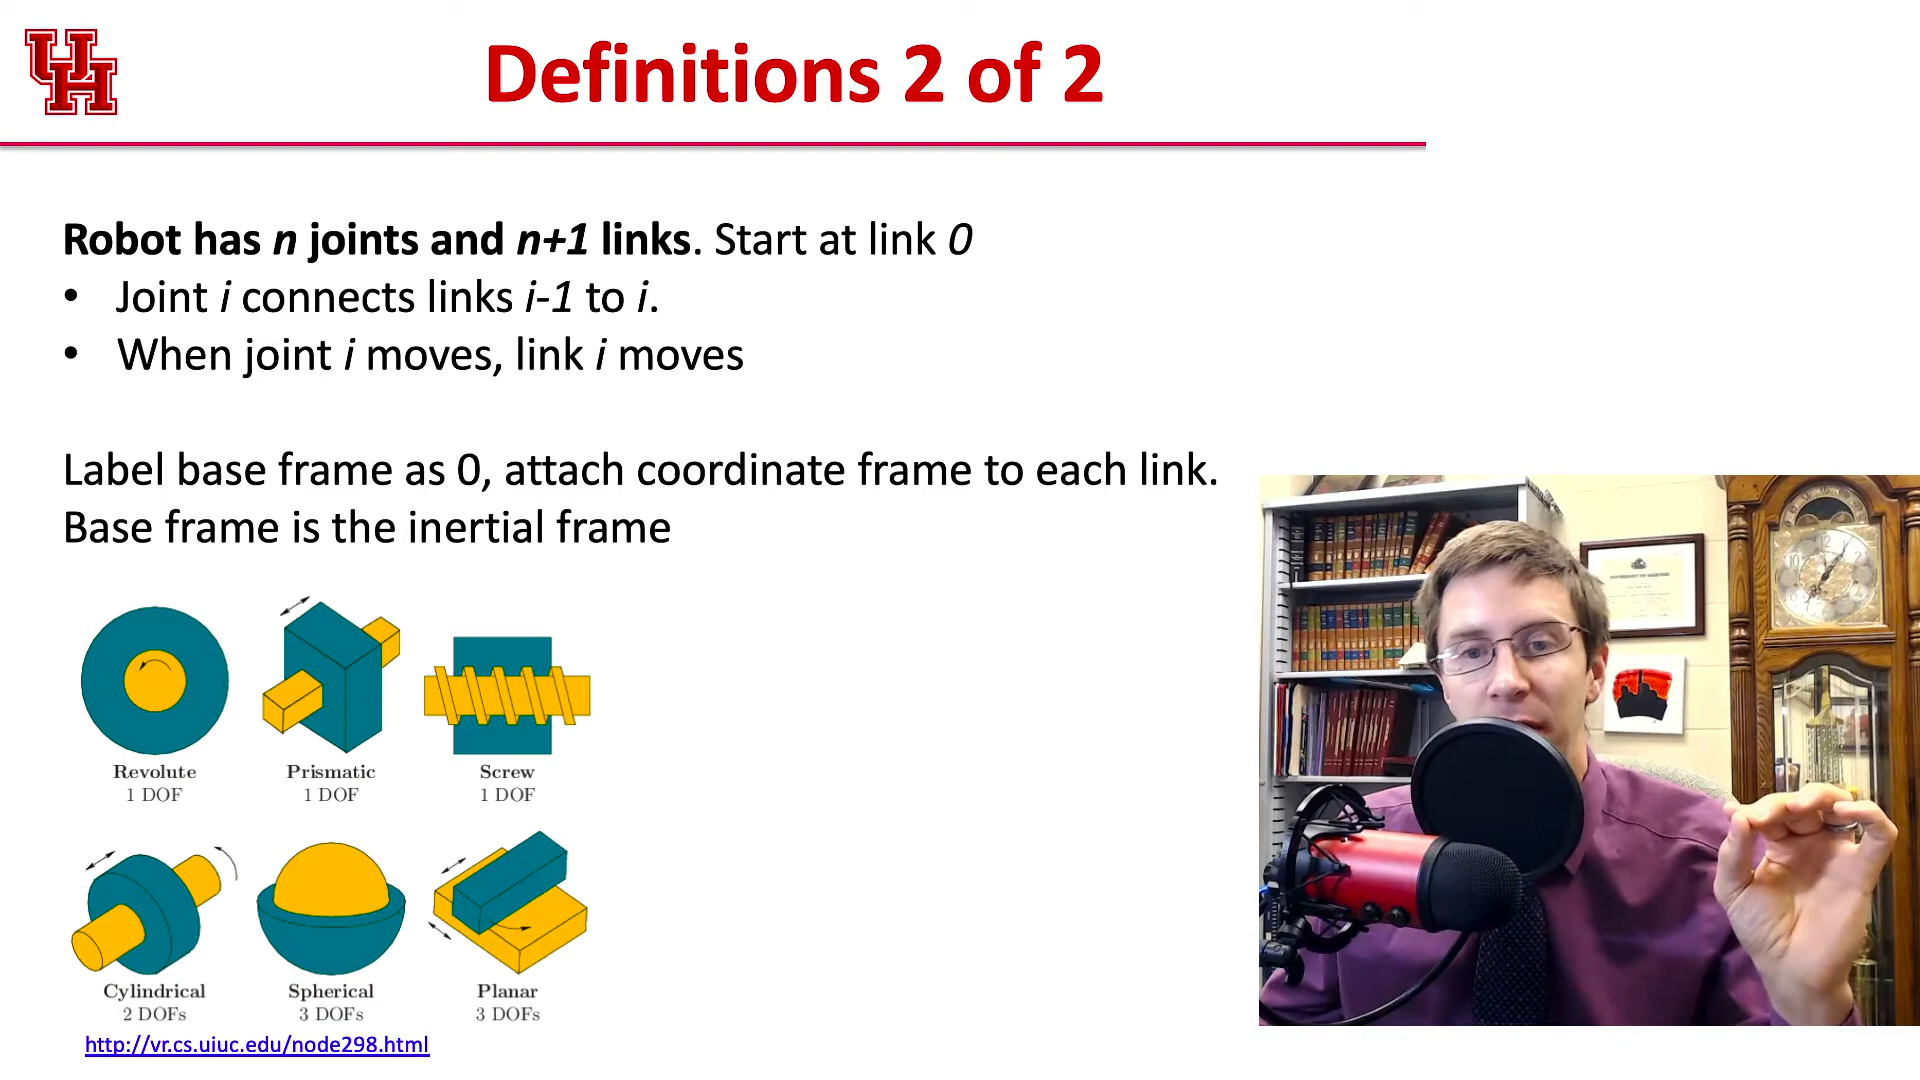 UH
Definitions 2 of 2
Robot has n joints and n+1 links. Start at link 0
• Joint i connects links i-1 to i.
• When joint i moves, link i moves
Label base frame as 0, attach coordinate frame to each link.
Base frame is the inertial frame
Revolute
1 DOF
Prismatic
1 DOF
Screw
1 DOF
Cylindrical
2 DOFs
Spherical
3 DOFs
Planar
3 DOFs
http://vr.cs.uiuc.edu/node298.html